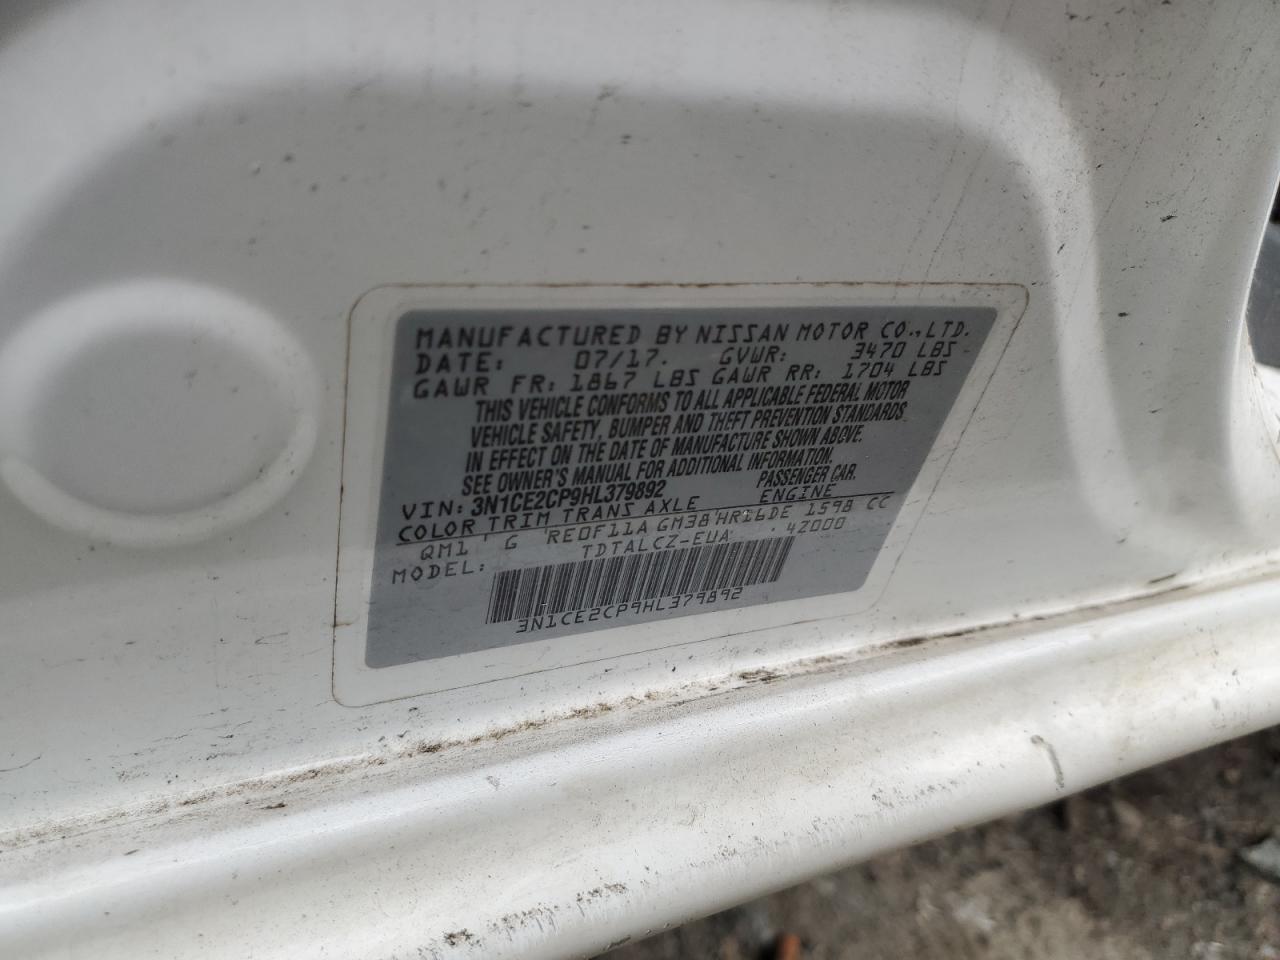 MANUFACTURED BY NISSAN MOTOR CO., LTD.
DATE: 07/17. GVWR: 3470 LBS
GAWR FR: 1867 LBS GAWR RR: 1704 LBS
THIS VEHICLE CONFORMS TO ALL APPLICABLE FEDERAL MOTOR
VEHICLE SAFETY, BUMPER AND THEFT PREVENTION STANDARDS
IN EFFECT ON THE DATE OF MANUFACTURE SHOWN ABOVE.
SEE OWNER'S MANUAL FOR ADDITIONAL INFORMATION.
VIN: 3N1CE2CP9HL379892 PASSENGER CAR.
COLOR TRIM TRANS AXLE ENGINE
QM1 G RE0F11A GM38 HR16DE 1598 CC
MODEL: TDTALCZ-EUA 42000
3N1CE2CP9HL379892